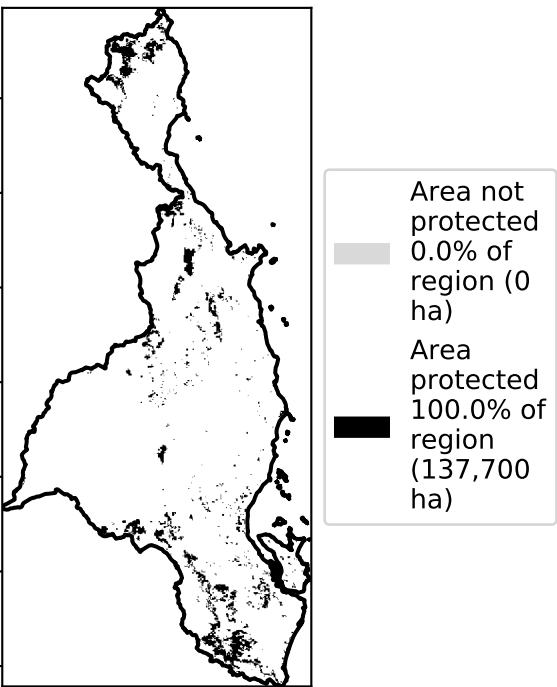 Area not
protected
0.0% of
region (0
ha)
Area
protected
100.0% of
region
(137,700
ha)